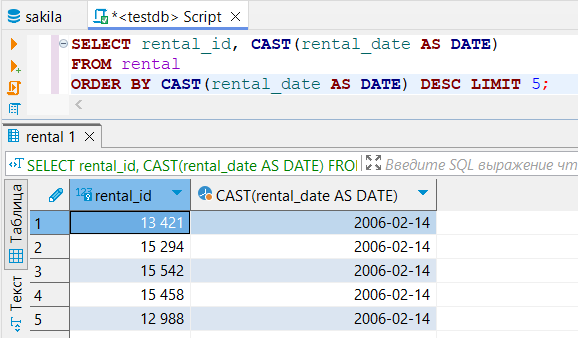 sakila
*<testdb> Script
SELECT rental_id, CAST(rental_date AS DATE)
FROM rental
ORDER BY CAST(rental_date AS DATE) DESC LIMIT 5;
rental 1
SELECT rental_id, CAST(rental_date AS DATE) FROM
Введите SQL выражение чт
Таблица
Текст
123 rental_id CAST(rental_date AS DATE)
1 13 421 2006-02-14
2 15 294 2006-02-14
3 15 542 2006-02-14
4 15 458 2006-02-14
5 12 988 2006-02-14